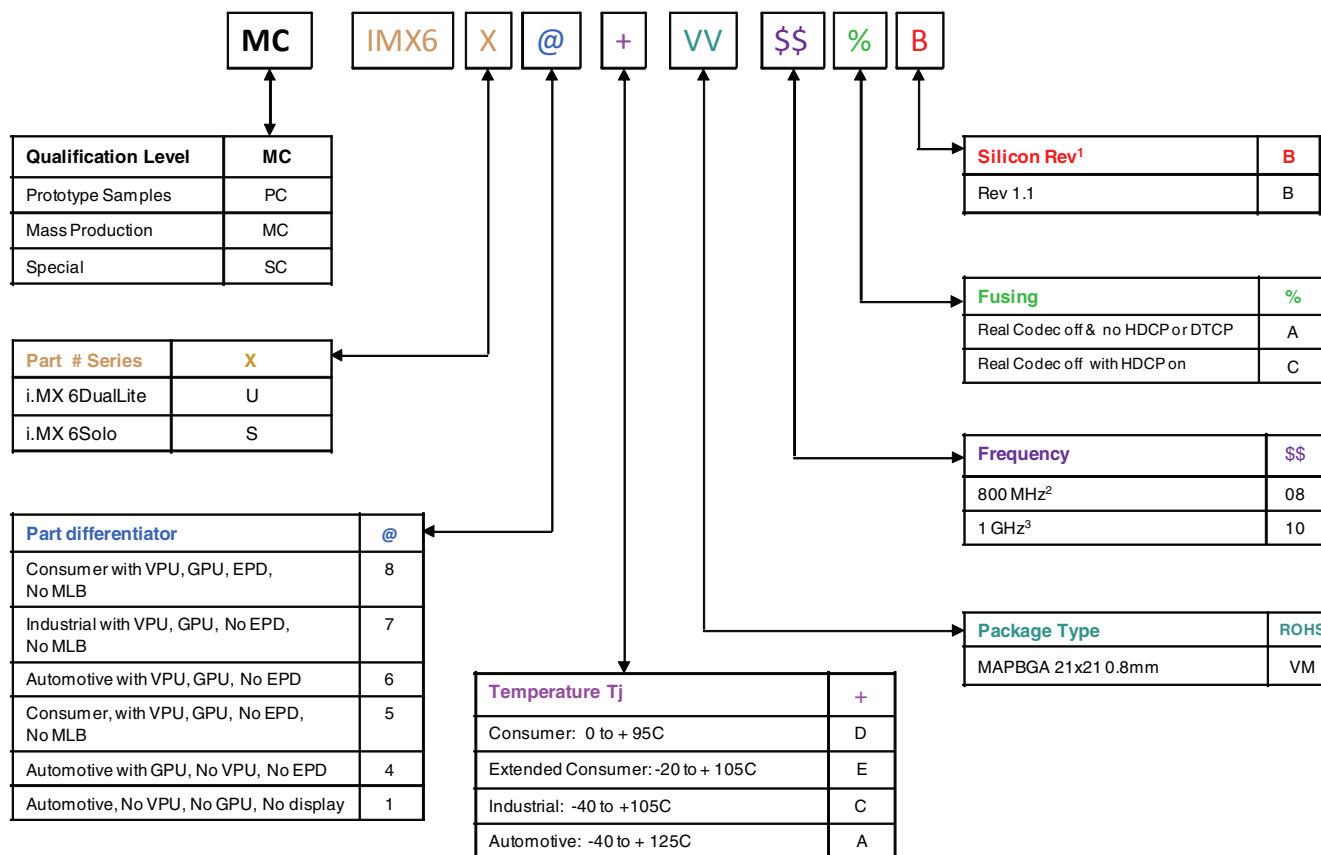 MC IMX6 X @ + VV $$ % B
Qualification Level MC
Prototype Samples PC
Mass Production MC
Special SC
Part # Series X
i.MX 6DualLite U
i.MX 6Solo S
Part differentiator @
Consumer with VPU, GPU, EPD,
No MLB 8
Industrial with VPU, GPU, No EPD,
No MLB 7
Automotive with VPU, GPU, No EPD 6
Consumer, with VPU, GPU, No EPD,
No MLB 5
Automotive with GPU, No VPU, No EPD 4
Automotive, No VPU, No GPU, No display 1
Temperature Tj +
Consumer: 0 to + 95C D
Extended Consumer: -20 to + 105C E
Industrial: -40 to +105C C
Automotive: -40 to + 125C A
Silicon Rev¹ B
Rev 1.1 B
Fusing %
Real Codec off & no HDCP or DTCP A
Real Codec off with HDCP on C
Frequency $$
800 MHz² 08
1 GHz³ 10
Package Type ROHS
MAPBGA 21x21 0.8mm VM